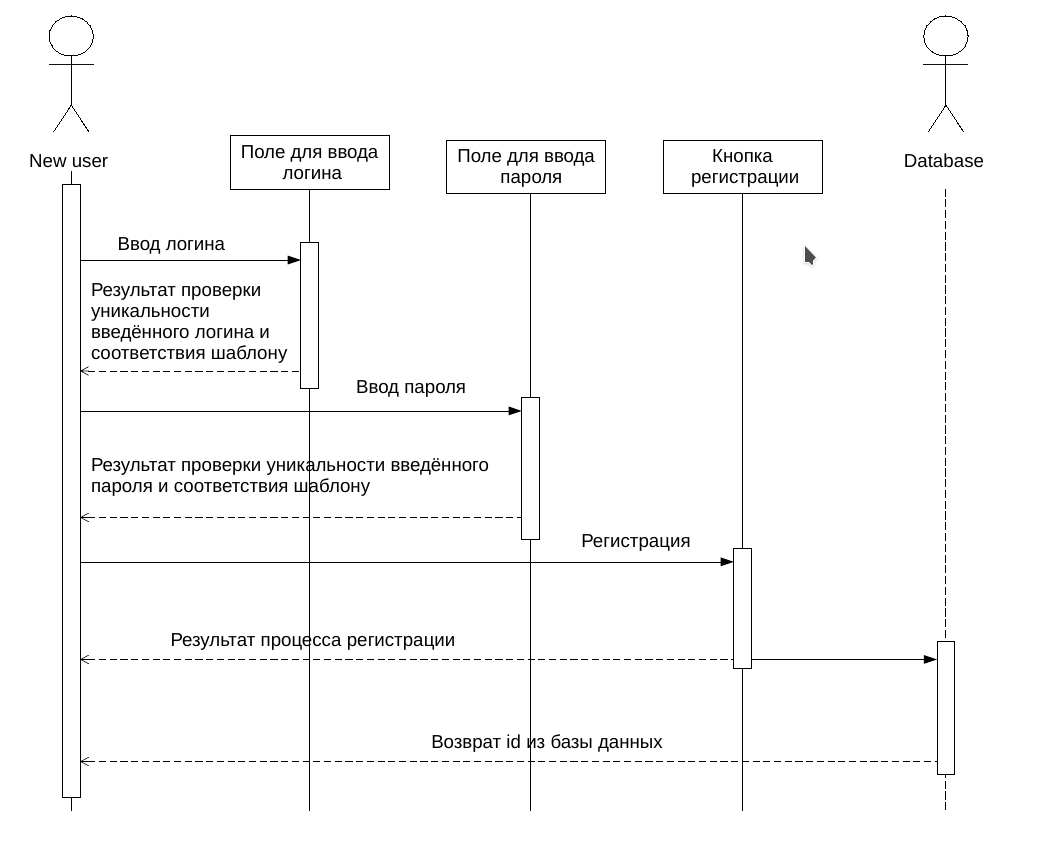 New user
Поле для ввода
логина
Поле для ввода
пароля
Кнопка
регистрации
Database
Ввод логина
Результат проверки
уникальности
введённого логина и
соответствия шаблону
Ввод пароля
Результат проверки уникальности введённого
пароля и соответствия шаблону
Регистрация
Результат процесса регистрации
Возврат id из базы данных